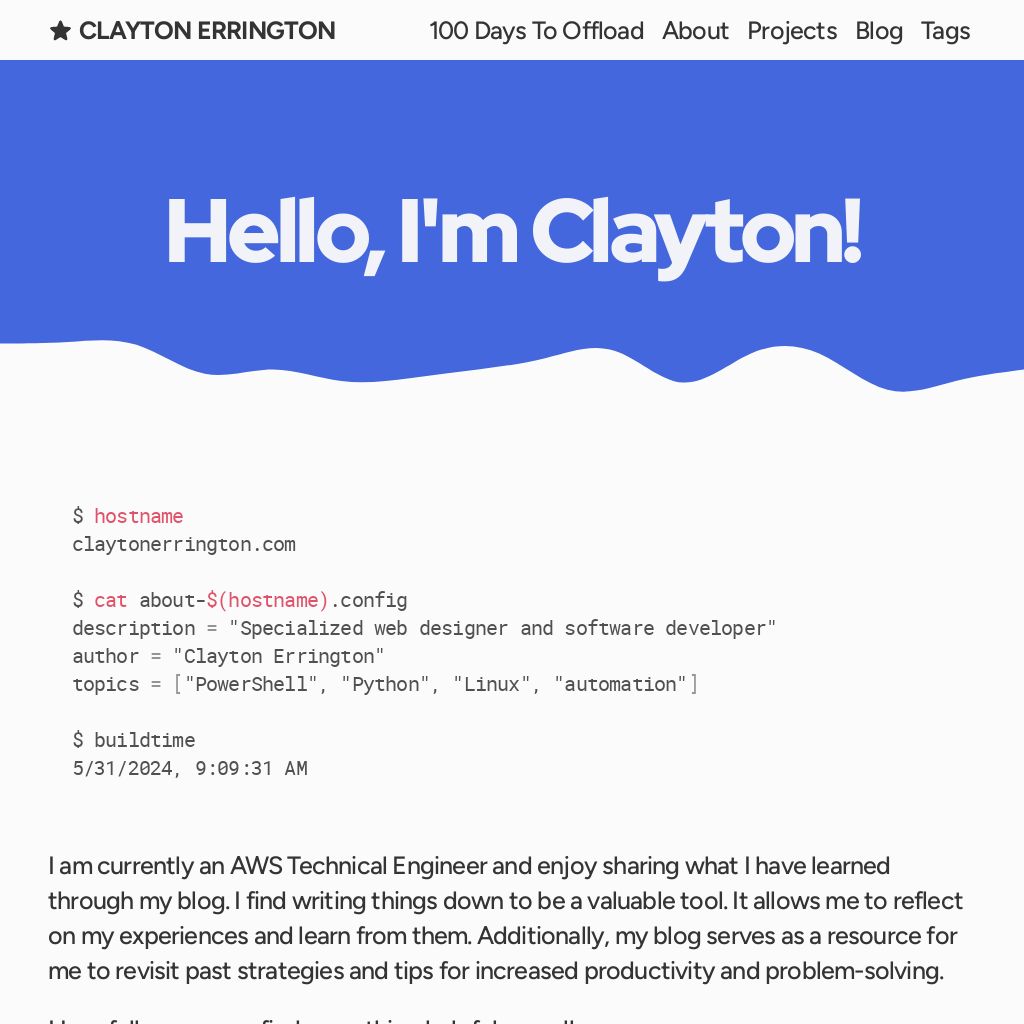 CLAYTON ERRINGTON 100 Days To Offload About Projects Blog Tags
Hello, I'm Clayton!
$ hostname
claytonerrington.com
$ cat about-$(hostname).config
description = "Specialized web designer and software developer"
author = "Clayton Errington"
topics = ["PowerShell", "Python", "Linux", "automation"]
$ buildtime
5/31/2024, 9:09:31 AM
I am currently an AWS Technical Engineer and enjoy sharing what I have learned
through my blog. I find writing things down to be a valuable tool. It allows me to reflect
on my experiences and learn from them. Additionally, my blog serves as a resource for
me to revisit past strategies and tips for increased productivity and problem-solving.